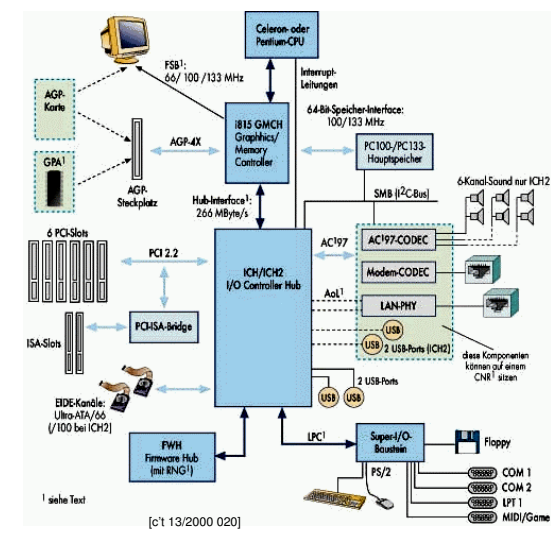 Celeron- oder
Pentium-CPU
FSB¹:
66/ 100 /133 MHz
Interrupt-
Leitungen
AGP-
Karte
i815 GMCH
Graphhics/
Memory
Controller
64-Bit-Speicher-Interface:
100/133 MHz
AGP-4X
PC100-/PC133-
Hauptspeicher
GPA¹
AGP-
Steckplatz
Hub-Interface¹:
266 MByte/s
SMB (I²C-Bus)
6-Kanal-Sound nur ICH2
6 PCI-Slots
PCI 2.2
ICH/ICH2
I/O Controller Hub
AC'97
AC'97-CODEC
Modem-CODEC
AoL¹
LAN-PHY
PCI-ISA-Bridge
ISA-Slots
USB
USB
2 USB-Ports (ICH2)
diese Komponenten
können auf einem
CNR¹ sitzen
EIDE-Kanäle:
Ultra-ATA/66
(/100 bei ICH2)
2 USB-Ports
USB
USB
FWH
Firmware Hub
(mit RNG¹)
LPC¹
Super-I/O-
Baustein
Floppy
PS/2
COM 1
COM 2
LPT 1
MIDI/Game
¹ siehe Text
[c't 13/2000 020]